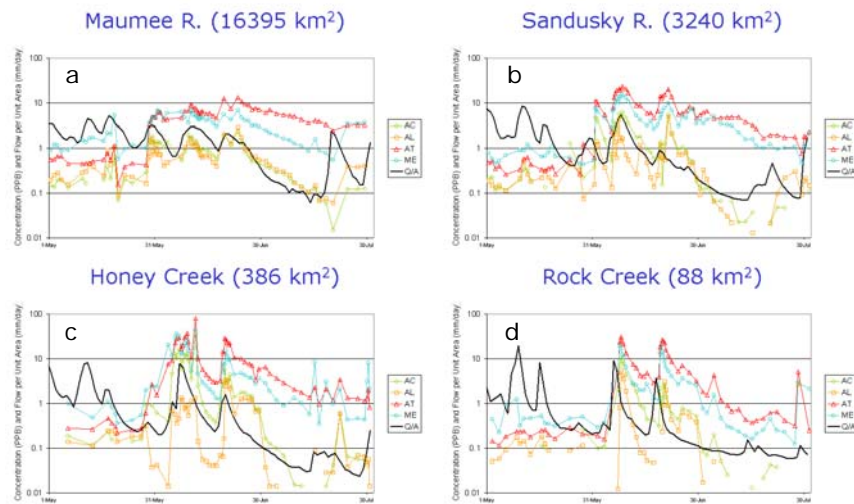 Maumee R. (16395 km²)
a
Concentration (PPB) and Flow per Unit Area (mm/day)
100
10
1
0.1
0.01
1-May
31-May
30-Jun
30-Jul
AC
AL
AT
ME
Q/A
Sandusky R. (3240 km²)
b
Concentration (PPB) and Flow per Unit Area (mm/day)
100
10
1
0.1
0.01
1-May
31-May
30-Jun
30-Jul
AC
AL
AT
ME
Q/A
Honey Creek (386 km²)
c
Concentration (PPB) and Flow per Unit Area (mm/day)
100
10
1
0.1
0.01
1-May
31-May
30-Jun
30-Jul
AC
AL
AT
ME
Q/A
Rock Creek (88 km²)
d
Concentration (PPB) and Flow per Unit Area (mm/day)
100
10
1
0.1
0.01
1-May
31-May
30-Jun
30-Jul
AC
AL
AT
ME
Q/A